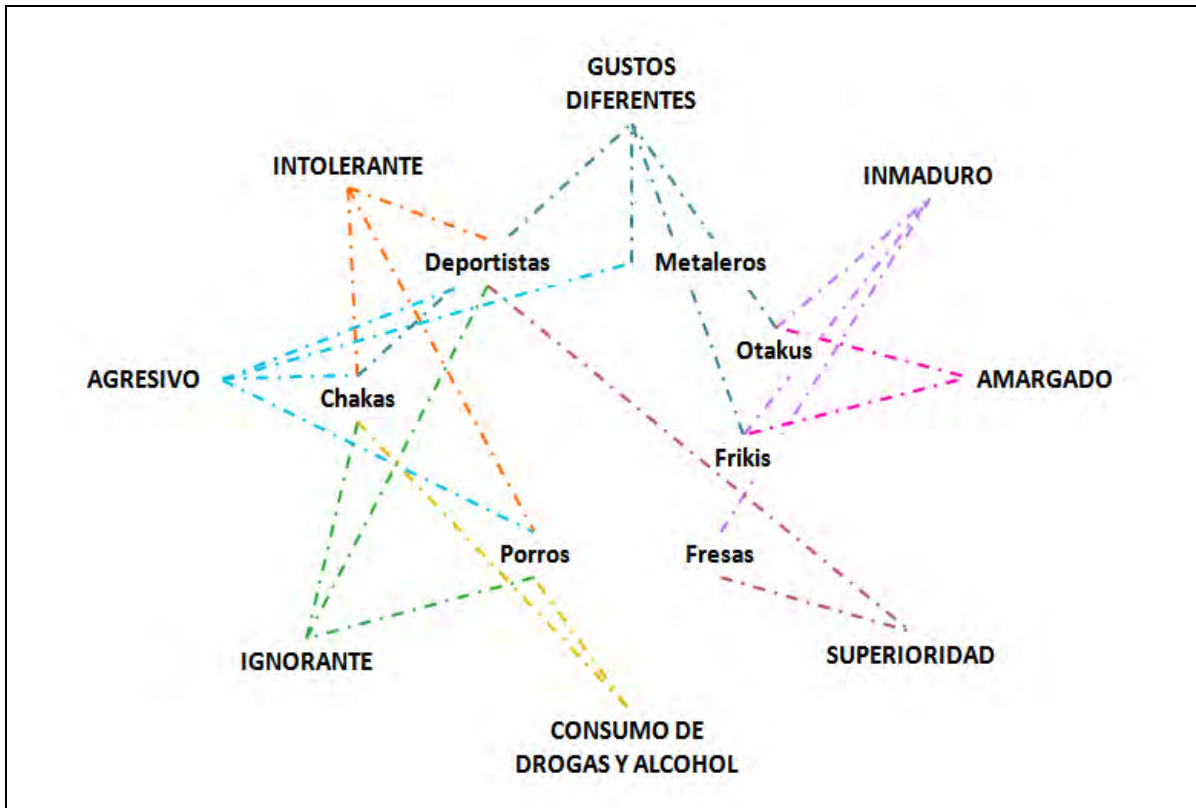 GUSTOS
DIFERENTES
INTOLERANTE
INMADURO
Deportistas
Metaleros
Otakus
AGRESIVO
AMARGADO
Chakas
Frikis
Porros
Fresas
IGNORANTE
SUPERIORIDAD
CONSUMO DE
DROGAS Y ALCOHOL